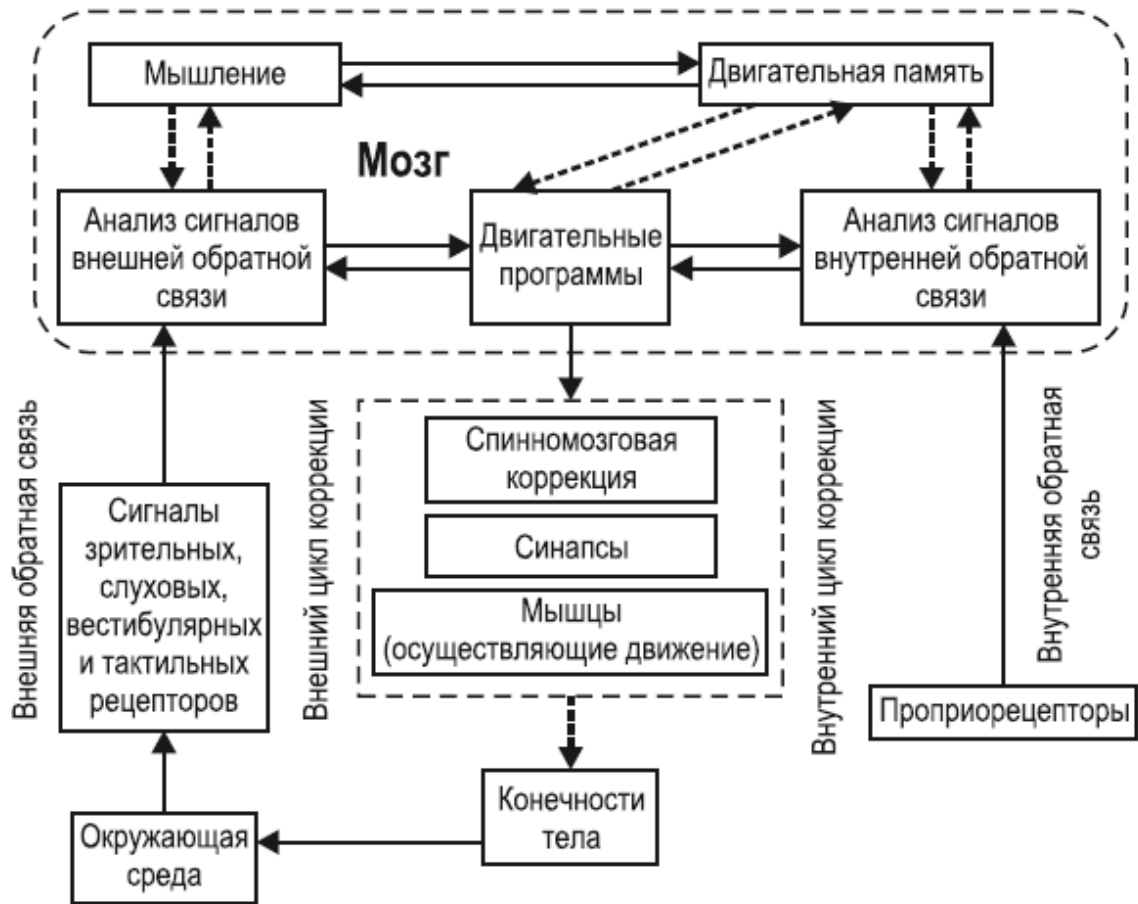 Мышление
Двигательная память
Мозг
Анализ сигналов
внешней обратной
связи
Двигательные
программы
Анализ сигналов
внутренней обратной
связи
Внешняя обратная связь
Сигналы
зрительных,
слуховых,
вестибулярных
и тактильных
рецепторов
Внешний цикл коррекции
Спинномозговая
коррекция
Синапсы
Мышцы
(осуществляющие движение)
Внутренний цикл коррекции
Внутренняя обратная
связь
Проприорецепторы
Конечности
тела
Окружающая
среда